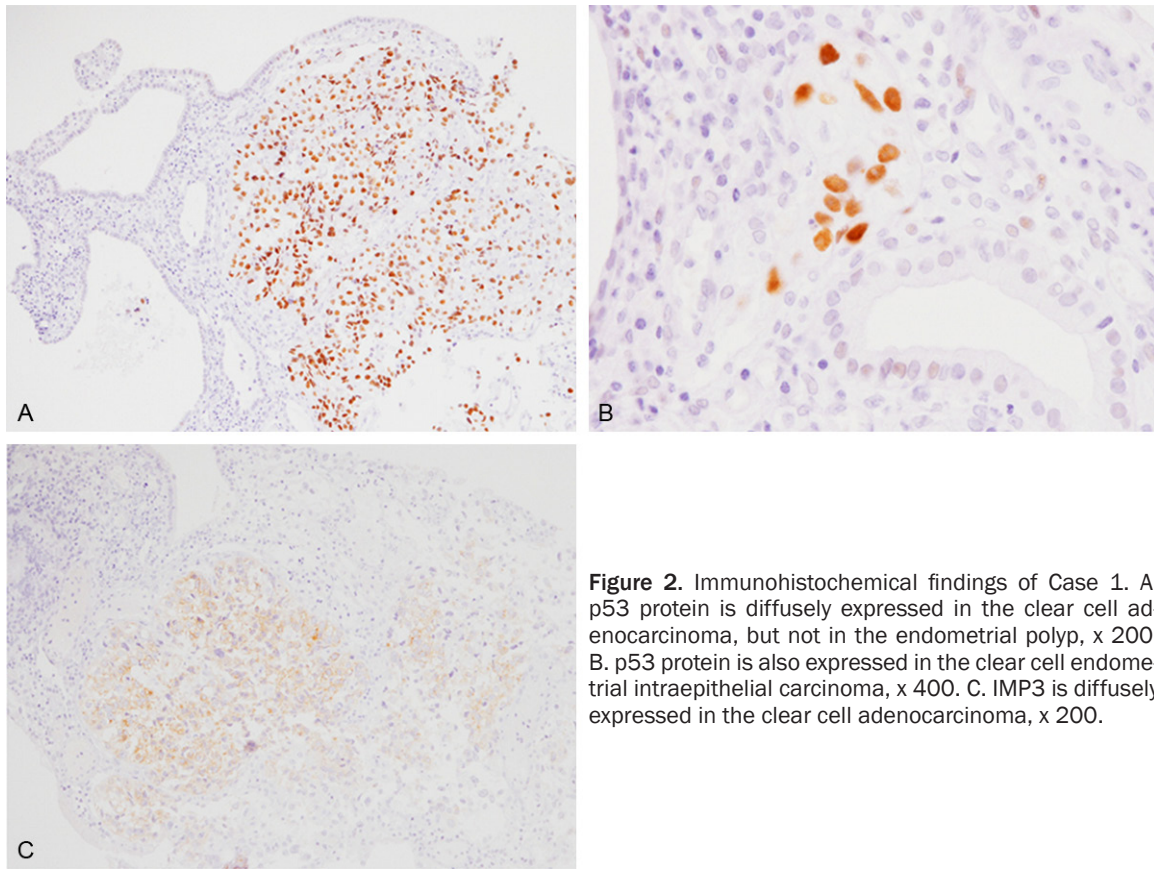 A
B
C
Figure 2. Immunohistochemical findings of Case 1. A
p53 protein is diffusely expressed in the clear cell ad
enocarcinoma, but not in the endometrial polyp, x 200
B. p53 protein is also expressed in the clear cell endome
trial intraepithelial carcinoma, x 400. C. IMP3 is diffusely
expressed in the clear cell adenocarcinoma, x 200.